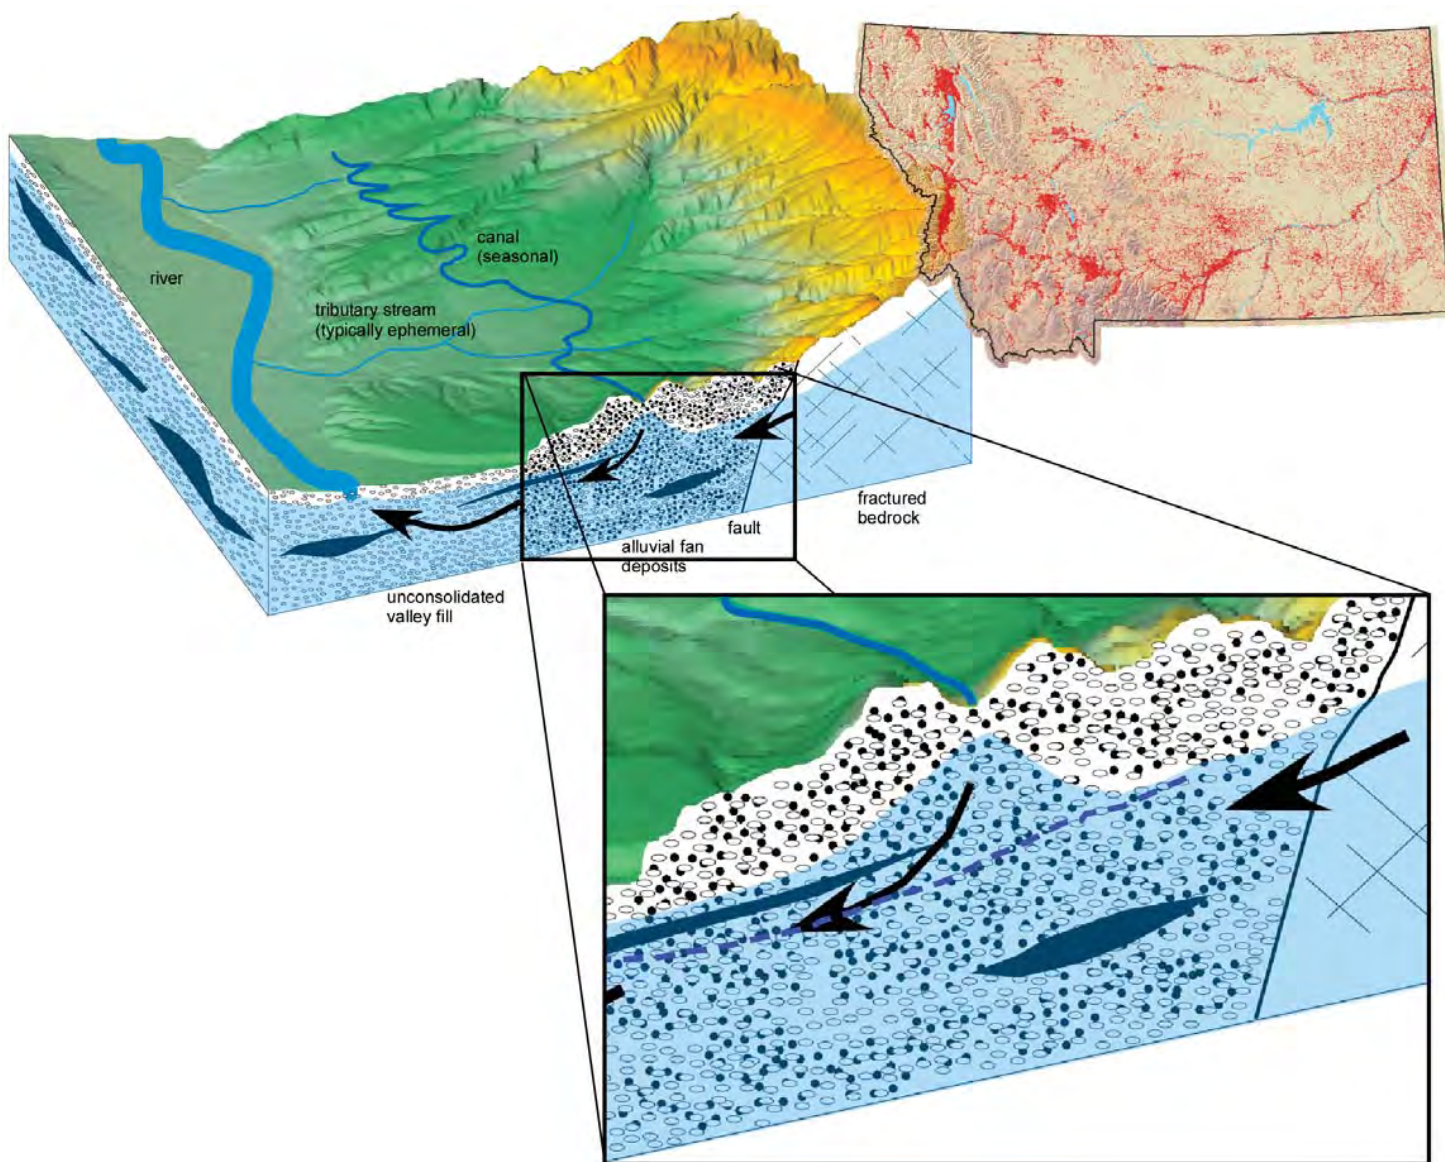 canal
(seasonal)
river
tributary stream
(typically ephemeral)
fractured
bedrock
fault
alluvial fan
deposits
unconsolidated
valley fill